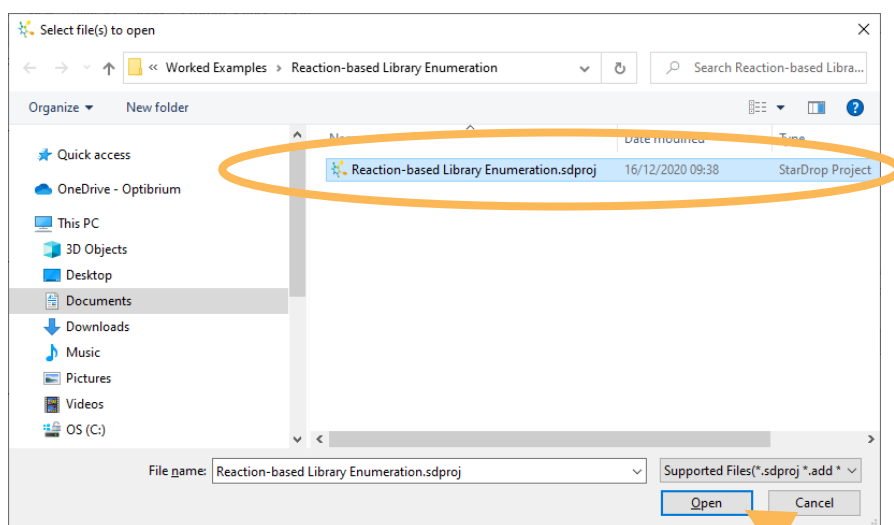 Select file(s) to open
« Worked Examples › Reaction-based Library Enumeration
Search Reaction-based Libra...
Organize
New folder
Name
Date modified
Type
Quick access
OneDrive - Optibrium
This PC
3D Objects
Desktop
Documents
Downloads
Music
Pictures
Videos
OS (C:)
Reaction-based Library Enumeration.sdproj 16/12/2020 09:38 StarDrop Project
File name: Reaction-based Library Enumeration.sdproj
Supported Files(*.sdproj *.add *
Open
Cancel